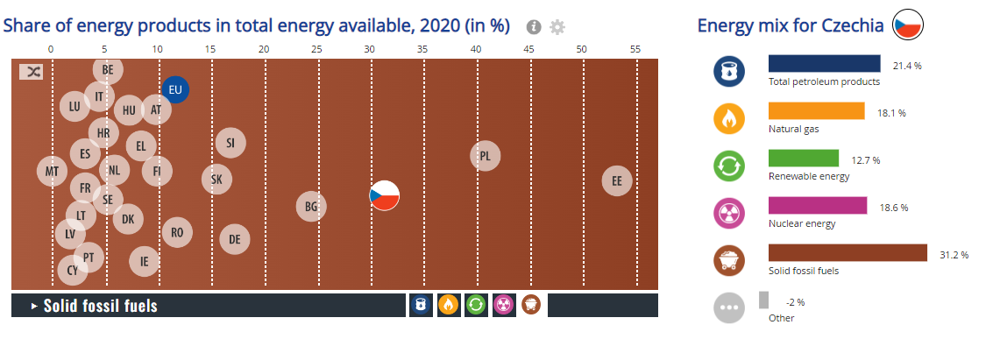 Share of energy products in total energy available, 2020 (in %)
0 5 10 15 20 25 30 35 40 45 50 55
BE
EU
IT
LU
HU
AT
HR
SI
EL
ES
PL
MT
NL
FI
SK
EE
FR
SE
BG
LT
DK
LV
RO
DE
PT
IE
CY
Solid fossil fuels
Energy mix for Czechia
21.4 %
Total petroleum products
18.1 %
Natural gas
12.7 %
Renewable energy
18.6 %
Nuclear energy
31.2 %
Solid fossil fuels
-2 %
Other